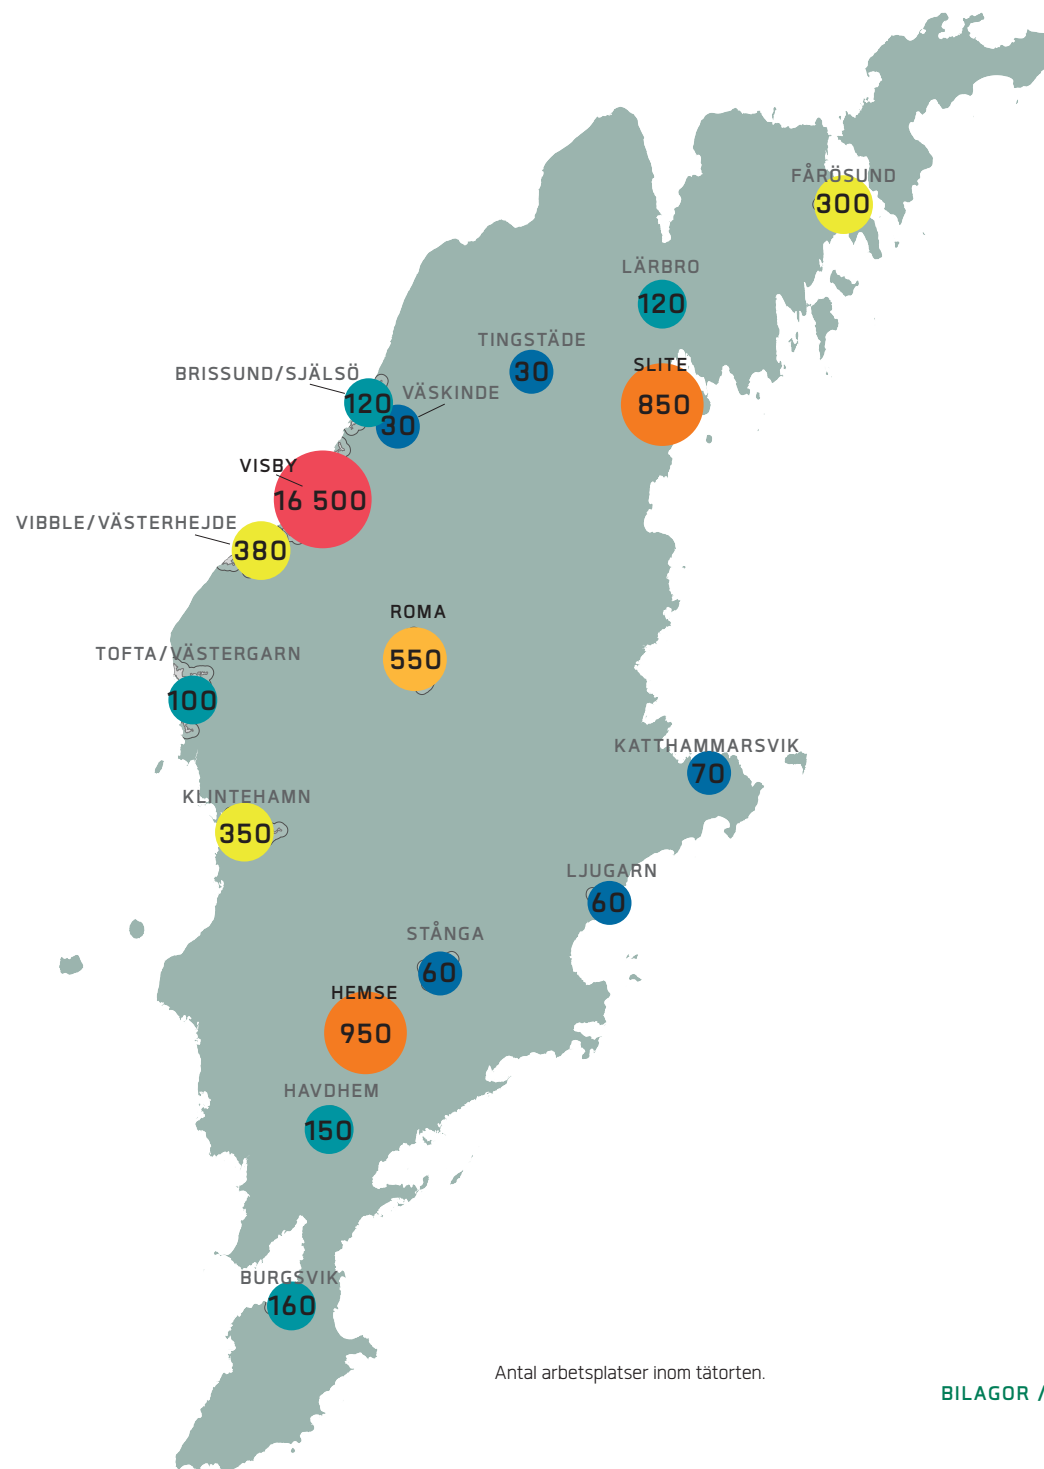 FÅRÖSUND
300
LÄRBRO
120
TINGSTÄDE
30
SLITE
850
BRISSUND/SJÄLSÖ
120
VÄSKINDE
30
VISBY
16 500
VIBBLE/VÄSTERHEJDE
380
ROMA
550
TOFTA/VÄSTERGARN
100
KATTHAMMARSVIK
70
KLINTEHAMN
350
LJUGARN
60
STÅNGA
60
HEMSE
950
HAVDHEM
150
BURGSVIK
160
Antal arbetsplatser inom tätorten.
BILAGOR /